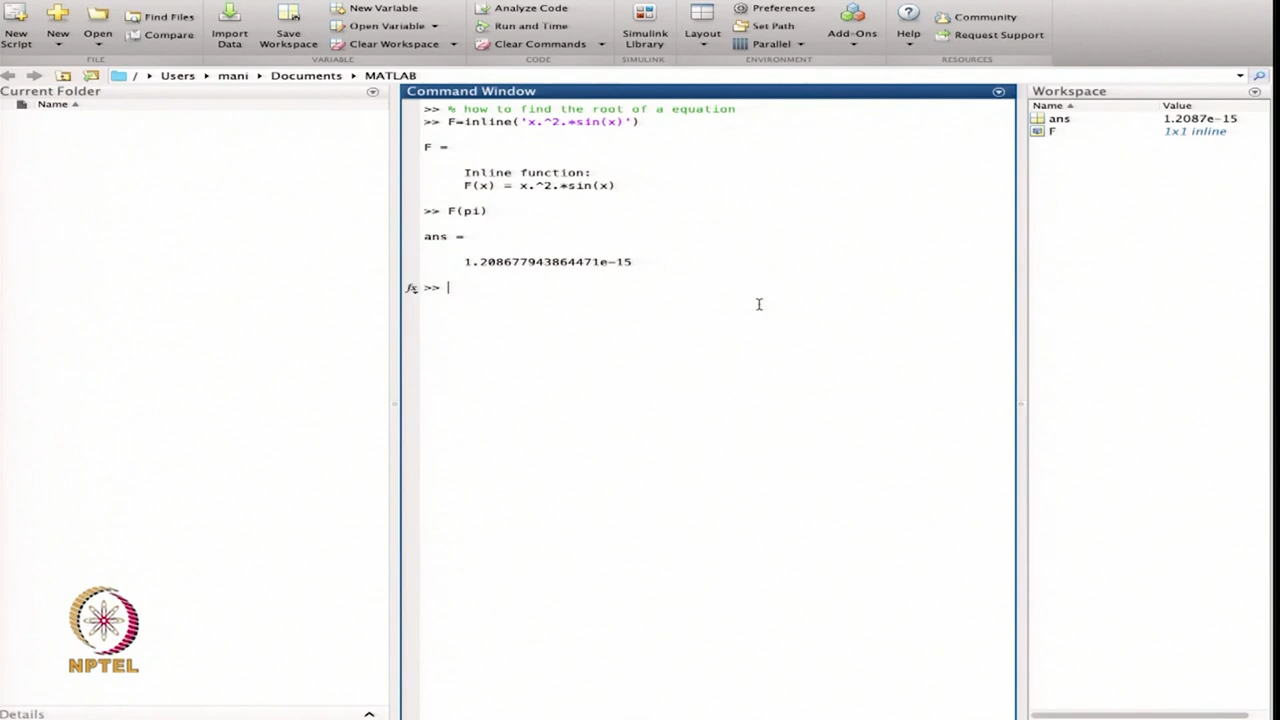 New Script
New
Open
Find Files
Compare
Import Data
Save Workspace
New Variable
Open Variable
Clear Workspace
Analyze Code
Run and Time
Clear Commands
Simulink Library
Layout
Preferences
Set Path
Parallel
Add-Ons
Help
Community
Request Support
FILE
VARIABLE
CODE
SIMULINK
ENVIRONMENT
RESOURCES
/ Users mani Documents MATLAB
Current Folder
Name
Command Window
>> % how to find the root of a equation
>> F=inline('x.^2.*sin(x)')
F =
Inline function:
F(x) = x.^2.*sin(x)
>> F(pi)
ans =
1.208677943864471e-15
fx >>
Workspace
Name Value
ans 1.2087e-15
F 1x1 inline
NPTEL
Details